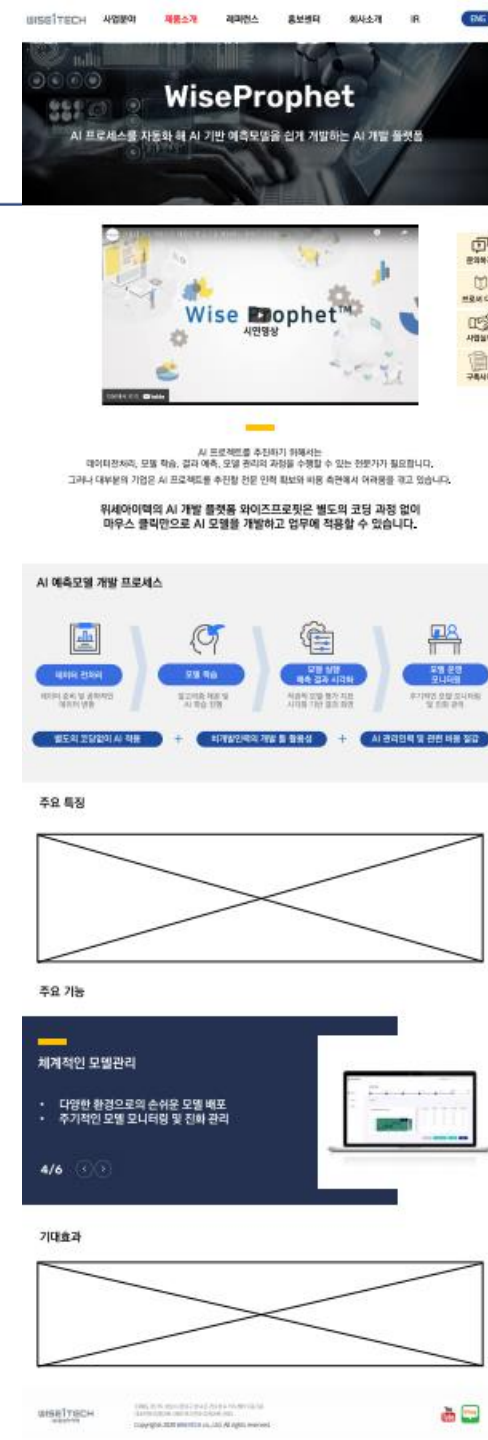 WISEITECH 사업분야 제품소개 레퍼런스 홍보센터 회사소개 IR ENG
WiseProphet
AI 프로세스를 자동화 해 AI 기반 예측모델을 쉽게 개발하는 AI 개발 플랫폼
Wise Prophet™
시연영상
AI 프로젝트를 추진하기 위해서는
데이터전처리, 모델 학습, 결과 예측, 모델 관리의 과정을 수행할 수 있는 전문가가 필요합니다.
그러나 대부분의 기업은 AI 프로젝트를 추진할 전문 인력 확보와 비용 측면에서 어려움을 겪고 있습니다.
위세아이텍의 AI 개발 플랫폼 와이즈프로핏은 별도의 코딩 과정 없이
마우스 클릭만으로 AI 모델을 개발하고 업무에 적용할 수 있습니다.
AI 예측모델 개발 프로세스
데이터 전처리 모델 학습 모델 실행 모델 운영
예측 결과 시각화 모니터링
별도의 코딩없이 AI 적용 + 비개발인력의 개발 툴 활용성 + AI 관리인력 및 관련 비용 절감
주요 특징
주요 기능
체계적인 모델관리
• 다양한 환경으로의 손쉬운 모델 배포
• 주기적인 모델 모니터링 및 진화 관리
4/6
기대효과
WISEITECH